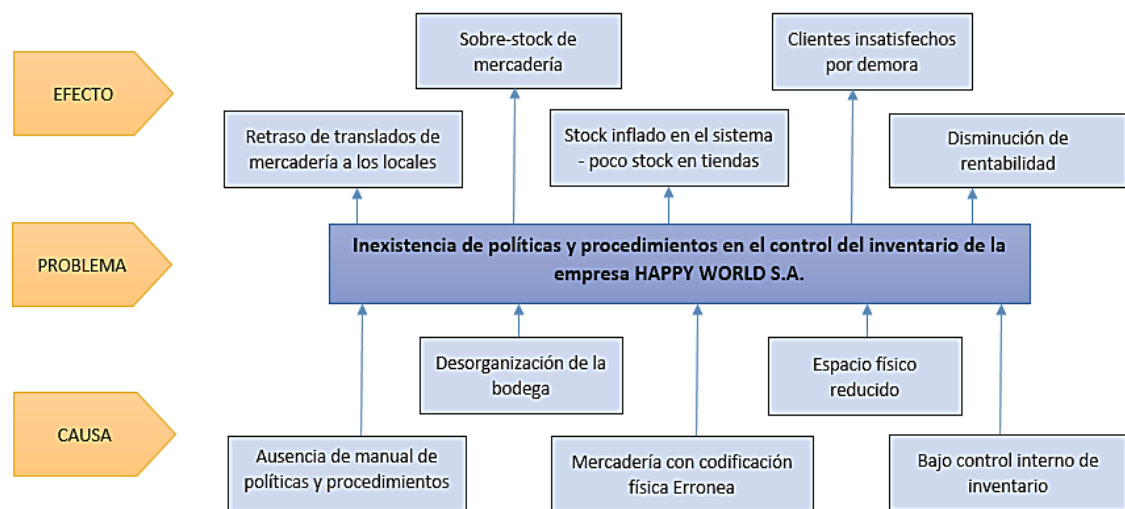 EFECTO
Sobre-stock de
mercadería
Clientes insatisfechos
por demora
Retraso de translados de
mercadería a los locales
Stock inflado en el sistema
- poco stock en tiendas
Disminución de
rentabilidad
PROBLEMA
Inexistencia de políticas y procedimientos en el control del inventario de la
empresa HAPPY WORLD S.A.
CAUSA
Desorganización de la
bodega
Espacio físico
reducido
Ausencia de manual de
políticas y procedimientos
Mercadería con codificación
física Erronea
Bajo control interno de
inventario